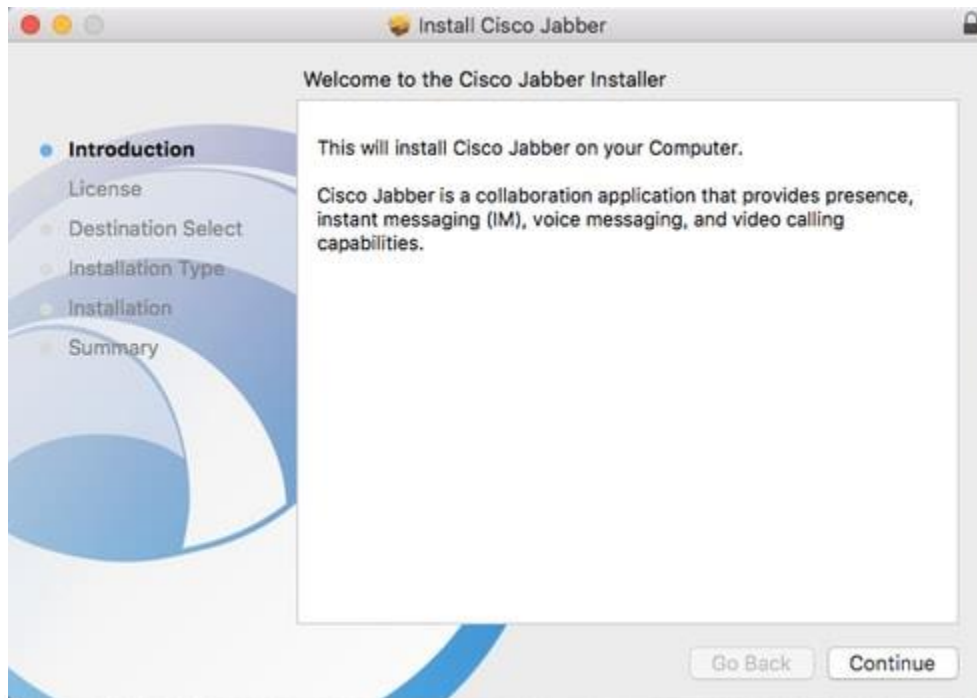 Install Cisco Jabber
Welcome to the Cisco Jabber Installer
Introduction
License
Destination Select
Installation Type
Installation
Summary
This will install Cisco Jabber on your Computer.
Cisco Jabber is a collaboration application that provides presence,
instant messaging (IM), voice messaging, and video calling
capabilities.
Go Back
Continue